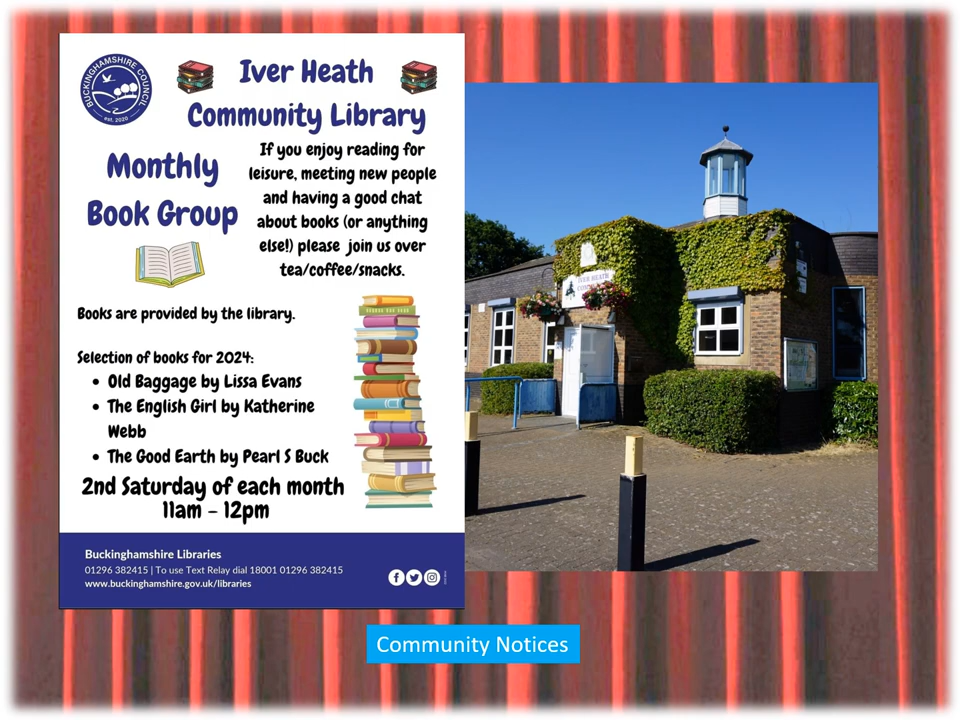 BUCKINGHAMSHIRE COUNCIL
est. 2020
Iver Heath
Community Library
Monthly
Book Group
If you enjoy reading for
leisure, meeting new people
and having a good chat
about books (or anything
else!) please join us over
tea/coffee/snacks.
Books are provided by the library.
Selection of books for 2024:
• Old Baggage by Lissa Evans
• The English Girl by Katherine
Webb
• The Good Earth by Pearl S Buck
2nd Saturday of each month
11am – 12pm
Buckinghamshire Libraries
01296 382415 | To use Text Relay dial 18001 01296 382415
www.buckinghamshire.gov.uk/libraries
IVER HEATH
Community Notices